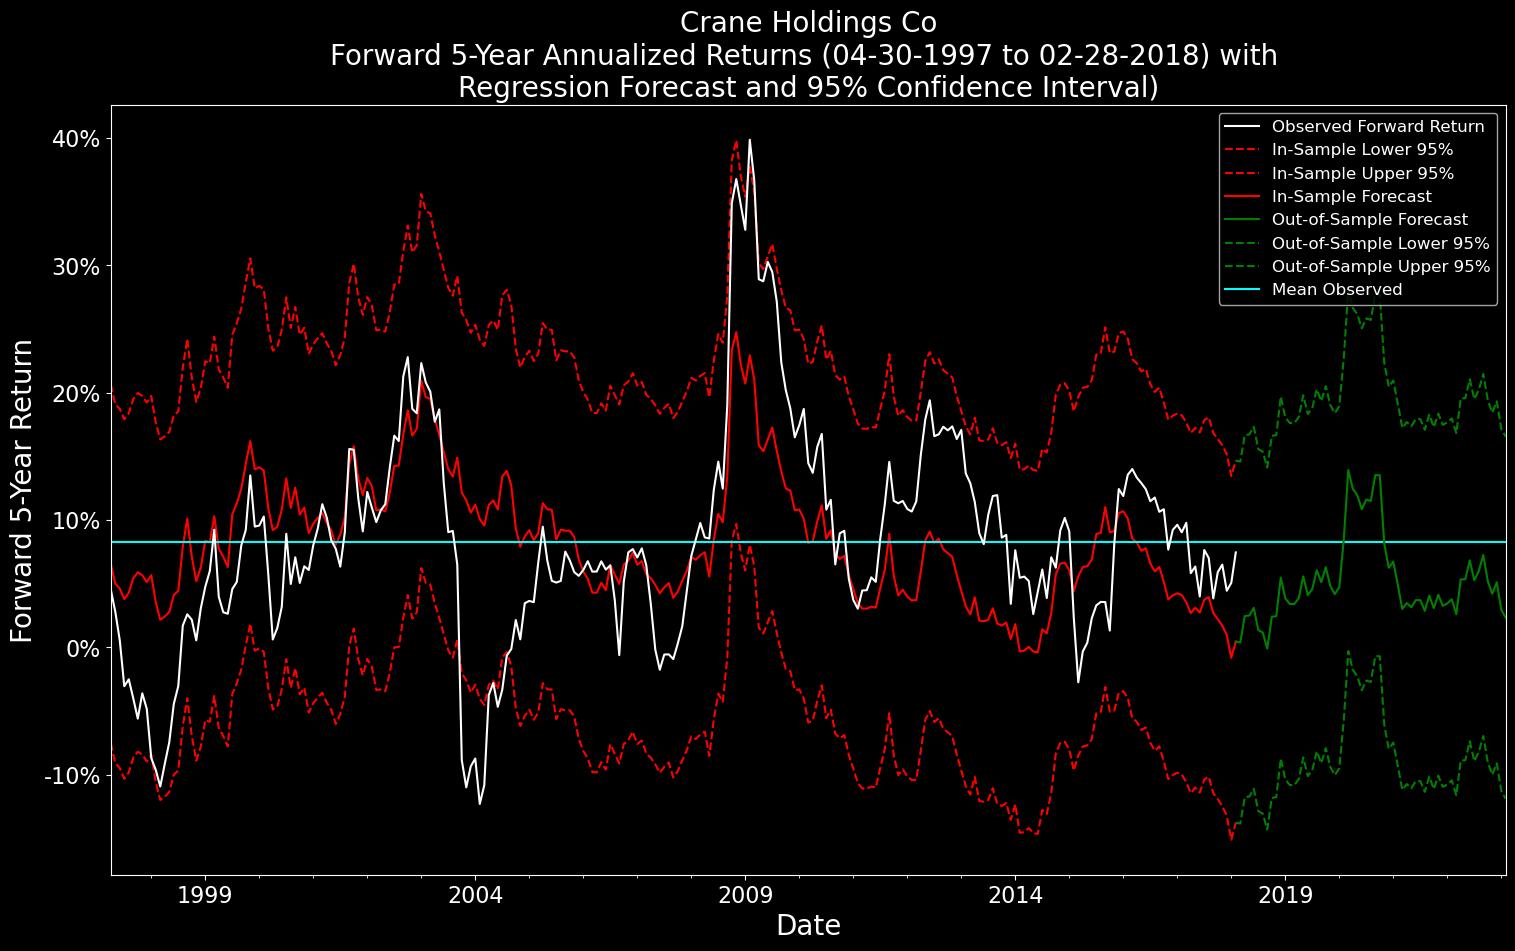 Crane Holdings Co
Forward 5-Year Annualized Returns (04-30-1997 to 02-28-2018) with
Regression Forecast and 95% Confidence Interval)
Observed Forward Return
In-Sample Lower 95%
In-Sample Upper 95%
In-Sample Forecast
Out-of-Sample Forecast
Out-of-Sample Lower 95%
Out-of-Sample Upper 95%
Mean Observed
Forward 5-Year Return
40%
30%
20%
10%
0%
-10%
1999
2004
2009
2014
2019
Date